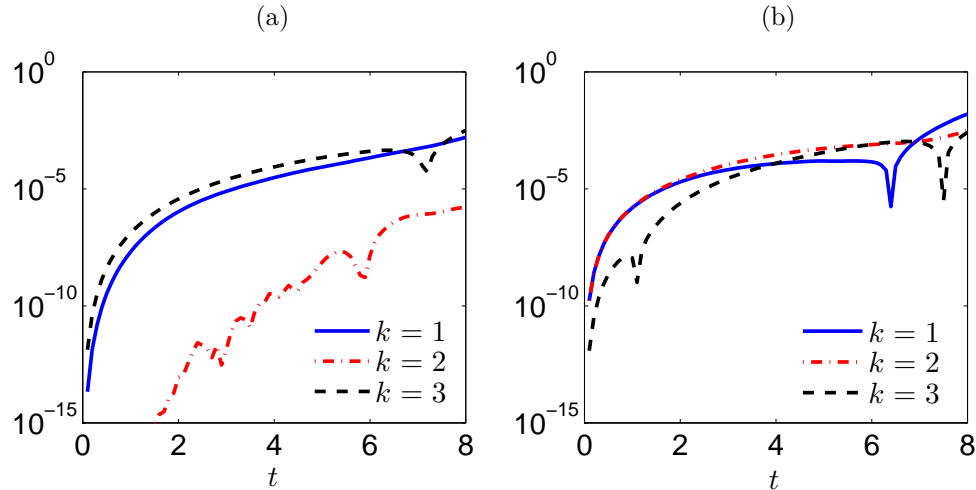 (a) (b)
10^0 10^0
10^-5 10^-5
10^-10 10^-10
k = 1 k = 1
k = 2 k = 2
k = 3 k = 3
10^-15 10^-15
0 2 4 6 8 0 2 4 6 8
t t